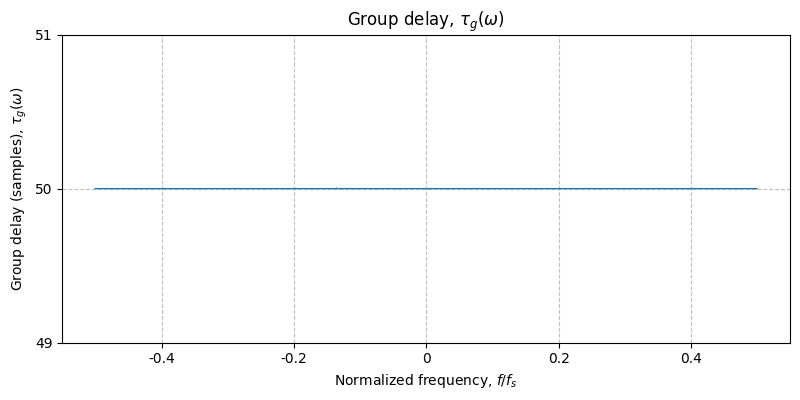 Group delay, τg(ω)
Group delay (samples), τg(ω)
51
50
49
-0.4 -0.2 0 0.2 0.4
Normalized frequency, f/fs